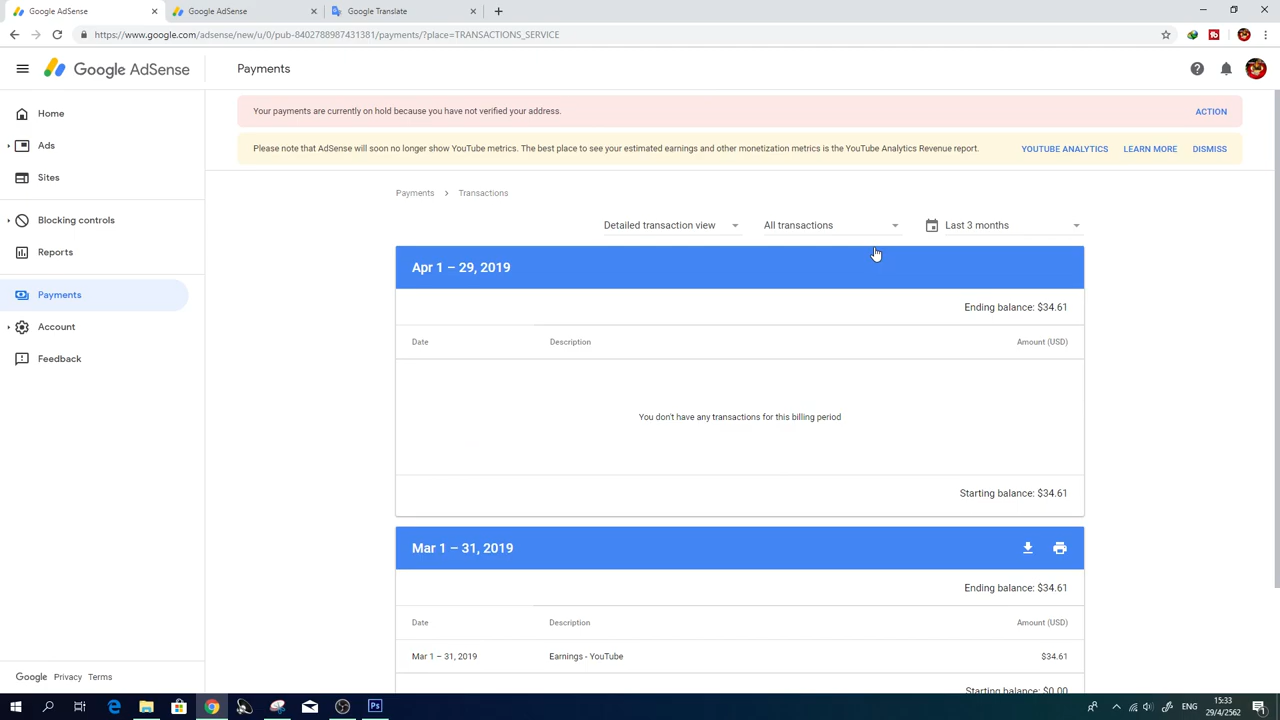 Google AdSense
Google AdSense
Google Translate
https://www.google.com/adsense/new/u/0/pub-8402788987431381/payments/?place=TRANSACTIONS_SERVICE
Google AdSense
Payments
Home
Ads
Sites
Blocking controls
Reports
Payments
Account
Feedback
Your payments are currently on hold because you have not verified your address.
ACTION
Please note that AdSense will soon no longer show YouTube metrics. The best place to see your estimated earnings and other monetization metrics is the YouTube Analytics Revenue report.
YOUTUBE ANALYTICS
LEARN MORE
DISMISS
Payments > Transactions
Detailed transaction view
All transactions
Last 3 months
Apr 1 – 29, 2019
Ending balance: $34.61
Date Description Amount (USD)
You don't have any transactions for this billing period
Starting balance: $34.61
Mar 1 – 31, 2019
Ending balance: $34.61
Date Description Amount (USD)
Mar 1 – 31, 2019 Earnings - YouTube $34.61
Starting balance: $0.00
Google Privacy Terms
15:33
29/4/2562